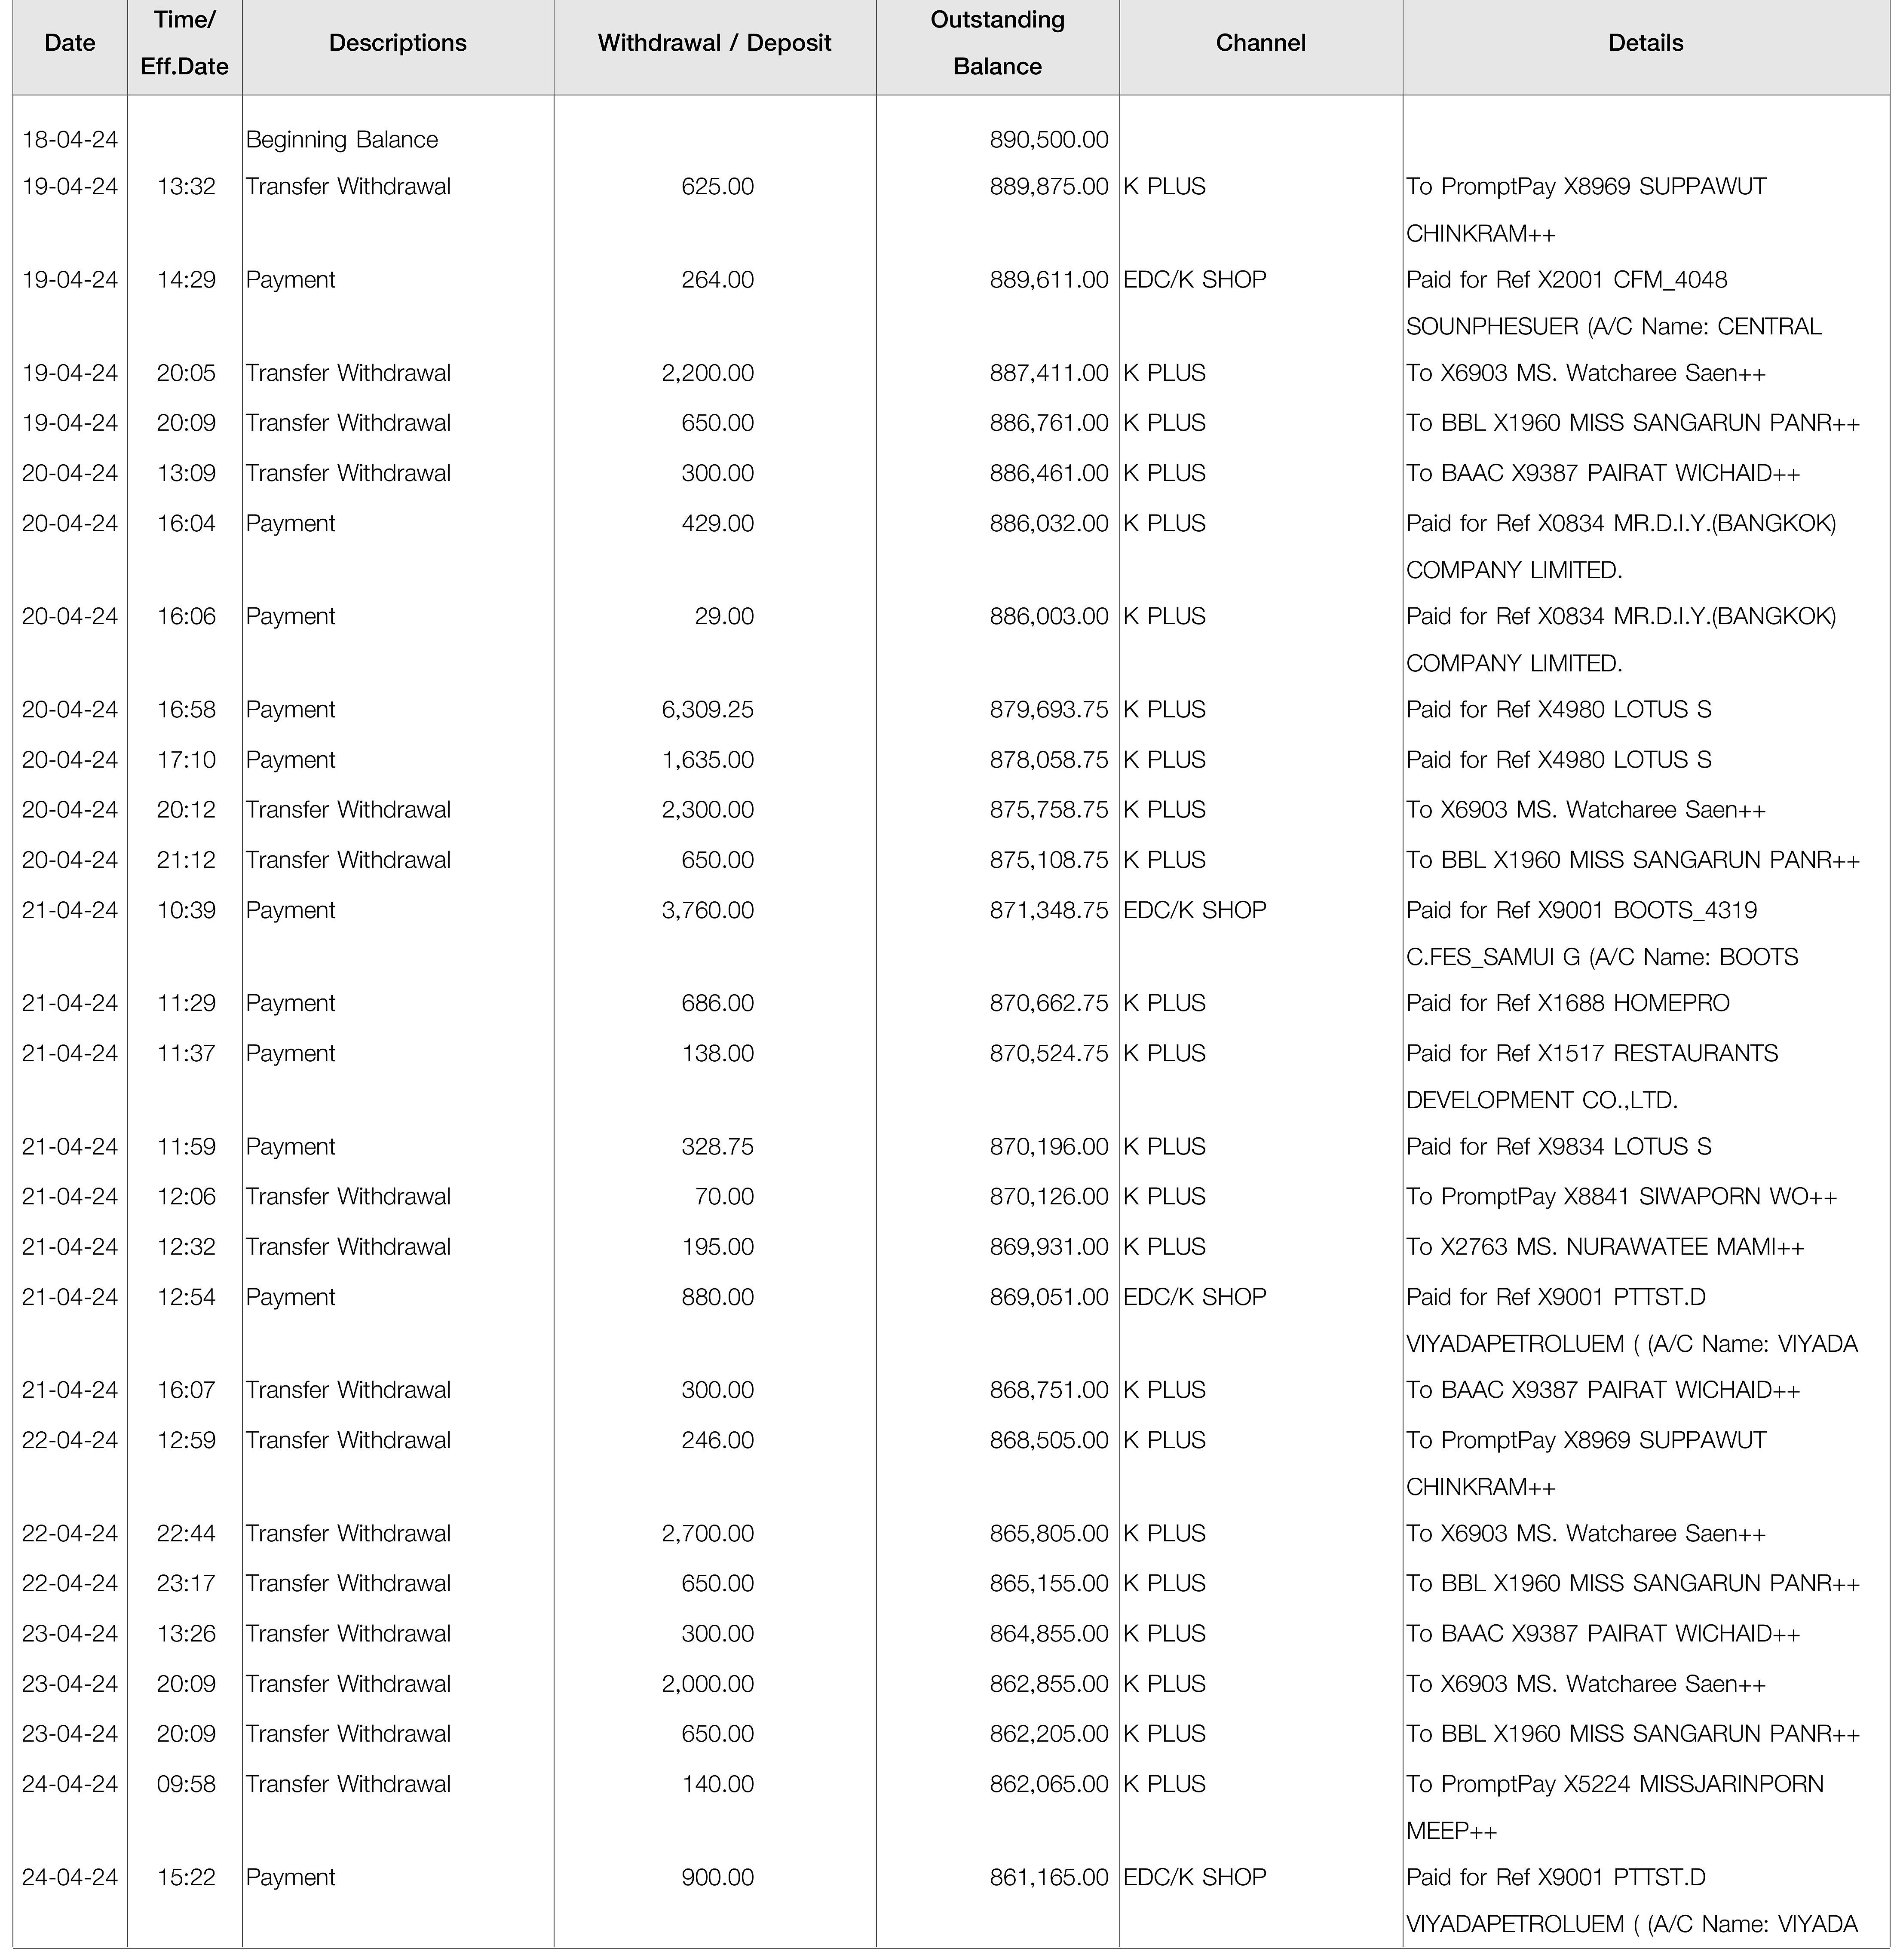 Date Time/ Eff.Date Descriptions Withdrawal / Deposit Outstanding Balance Channel Details
18-04-24 Beginning Balance 890,500.00
19-04-24 13:32 Transfer Withdrawal 625.00 889,875.00 K PLUS To PromptPay X8969 SUPPAWUT
CHINKRAM++
19-04-24 14:29 Payment 264.00 889,611.00 EDC/K SHOP Paid for Ref X2001 CFM_4048
SOUNPHESUER (A/C Name: CENTRAL
19-04-24 20:05 Transfer Withdrawal 2,200.00 887,411.00 K PLUS To X6903 MS. Watcharee Saen++
19-04-24 20:09 Transfer Withdrawal 650.00 886,761.00 K PLUS To BBL X1960 MISS SANGARUN PANR++
20-04-24 13:09 Transfer Withdrawal 300.00 886,461.00 K PLUS To BAAC X9387 PAIRAT WICHAID++
20-04-24 16:04 Payment 429.00 886,032.00 K PLUS Paid for Ref X0834 MR.D.I.Y.(BANGKOK)
COMPANY LIMITED.
20-04-24 16:06 Payment 29.00 886,003.00 K PLUS Paid for Ref X0834 MR.D.I.Y.(BANGKOK)
COMPANY LIMITED.
20-04-24 16:58 Payment 6,309.25 879,693.75 K PLUS Paid for Ref X4980 LOTUS S
20-04-24 17:10 Payment 1,635.00 878,058.75 K PLUS Paid for Ref X4980 LOTUS S
20-04-24 20:12 Transfer Withdrawal 2,300.00 875,758.75 K PLUS To X6903 MS. Watcharee Saen++
20-04-24 21:12 Transfer Withdrawal 650.00 875,108.75 K PLUS To BBL X1960 MISS SANGARUN PANR++
21-04-24 10:39 Payment 3,760.00 871,348.75 EDC/K SHOP Paid for Ref X9001 BOOTS_4319
C.FES_SAMUI G (A/C Name: BOOTS
21-04-24 11:29 Payment 686.00 870,662.75 K PLUS Paid for Ref X1688 HOMEPRO
21-04-24 11:37 Payment 138.00 870,524.75 K PLUS Paid for Ref X1517 RESTAURANTS
DEVELOPMENT CO.,LTD.
21-04-24 11:59 Payment 328.75 870,196.00 K PLUS Paid for Ref X9834 LOTUS S
21-04-24 12:06 Transfer Withdrawal 70.00 870,126.00 K PLUS To PromptPay X8841 SIWAPORN WO++
21-04-24 12:32 Transfer Withdrawal 195.00 869,931.00 K PLUS To X2763 MS. NURAWATEE MAMI++
21-04-24 12:54 Payment 880.00 869,051.00 EDC/K SHOP Paid for Ref X9001 PTTST.D
VIYADAPETROLUEM ( (A/C Name: VIYADA
21-04-24 16:07 Transfer Withdrawal 300.00 868,751.00 K PLUS To BAAC X9387 PAIRAT WICHAID++
22-04-24 12:59 Transfer Withdrawal 246.00 868,505.00 K PLUS To PromptPay X8969 SUPPAWUT
CHINKRAM++
22-04-24 22:44 Transfer Withdrawal 2,700.00 865,805.00 K PLUS To X6903 MS. Watcharee Saen++
22-04-24 23:17 Transfer Withdrawal 650.00 865,155.00 K PLUS To BBL X1960 MISS SANGARUN PANR++
23-04-24 13:26 Transfer Withdrawal 300.00 864,855.00 K PLUS To BAAC X9387 PAIRAT WICHAID++
23-04-24 20:09 Transfer Withdrawal 2,000.00 862,855.00 K PLUS To X6903 MS. Watcharee Saen++
23-04-24 20:09 Transfer Withdrawal 650.00 862,205.00 K PLUS To BBL X1960 MISS SANGARUN PANR++
24-04-24 09:58 Transfer Withdrawal 140.00 862,065.00 K PLUS To PromptPay X5224 MISSJARINPORN
MEEP++
24-04-24 15:22 Payment 900.00 861,165.00 EDC/K SHOP Paid for Ref X9001 PTTST.D
VIYADAPETROLUEM ( (A/C Name: VIYADA